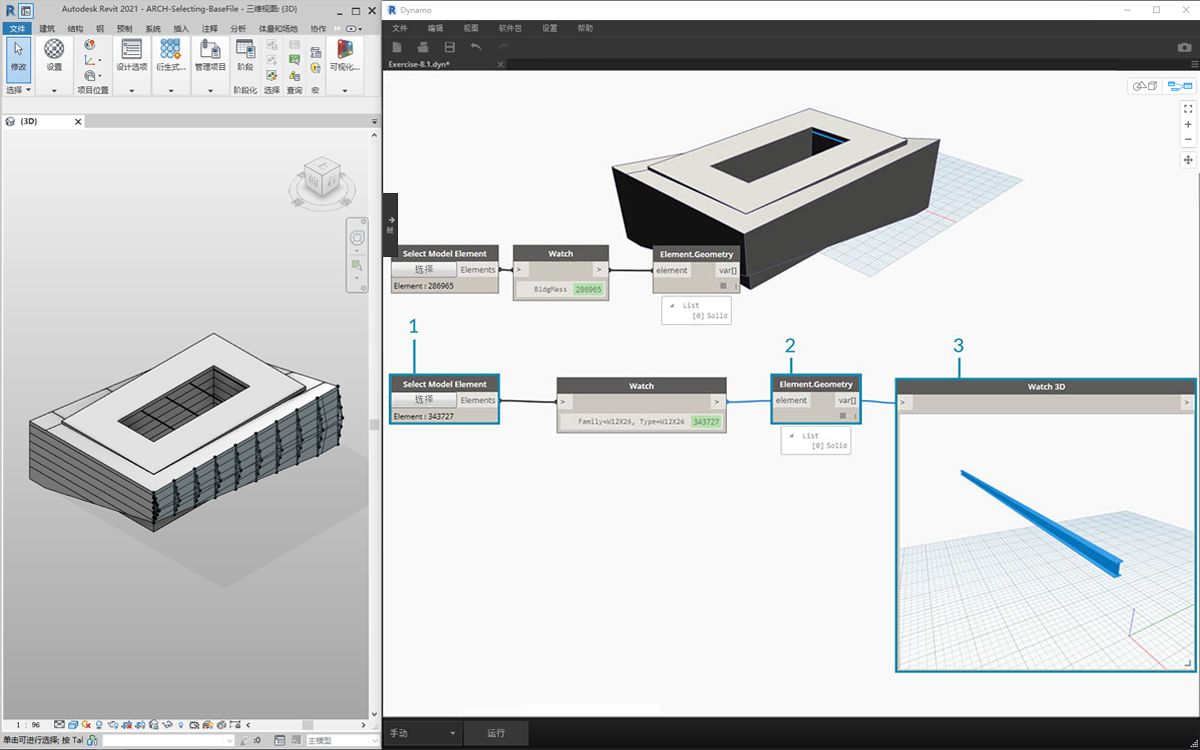 Autodesk Revit 2021 - ARCH-Selecting-BaseFile - 三维视图: {3D}
文件 建筑 结构 钢 预制 系统 插入 注释 分析 体量和场地 协作
修改 设置 设计选项 衍生式... 管理项目 阶段 可视化...
选择 项目位置 阶段化 选择 查询 宏
{3D}
1 : 96
单击可进行选择; 按 Tal :0 主模型
Dynamo
文件 编辑 视图 软件包 设置 帮助
Exercise-8.1.dyn*
Select Model Element
选择 Elements
Element : 286965
Watch
> >
BldgMass 286965
Element.Geometry
element var[]
List
[0] Solid
1
2
3
Select Model Element
选择 Elements
Element : 343727
Watch
> >
Family=W12X26, Type=W12X26 343727
Element.Geometry
element var[]
List
[0] Solid
Watch 3D
> >
手动 运行